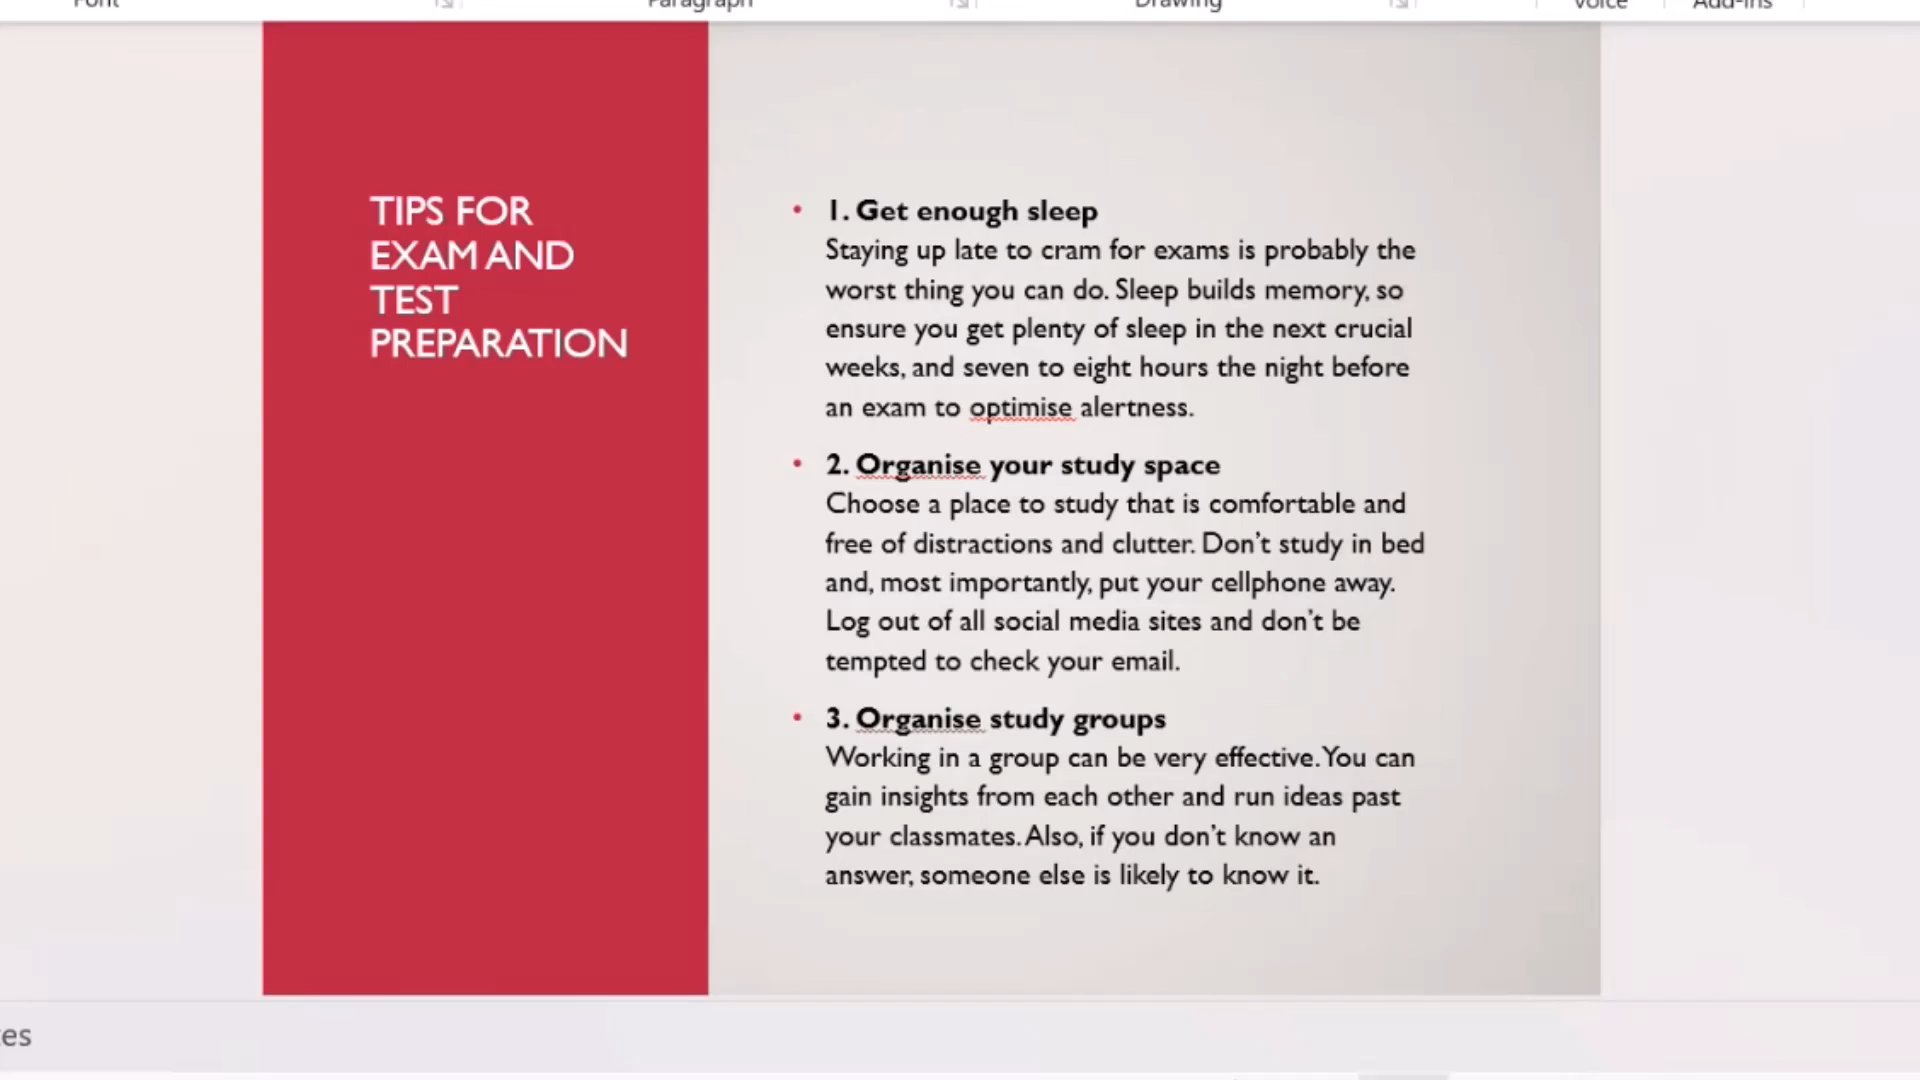 Font Paragraph Drawing Voice Add-ins
TIPS FOR
EXAM AND
TEST
PREPARATION
• 1. Get enough sleep
Staying up late to cram for exams is probably the
worst thing you can do. Sleep builds memory, so
ensure you get plenty of sleep in the next crucial
weeks, and seven to eight hours the night before
an exam to optimise alertness.
• 2. Organise your study space
Choose a place to study that is comfortable and
free of distractions and clutter. Don’t study in bed
and, most importantly, put your cellphone away.
Log out of all social media sites and don’t be
tempted to check your email.
• 3. Organise study groups
Working in a group can be very effective. You can
gain insights from each other and run ideas past
your classmates. Also, if you don’t know an
answer, someone else is likely to know it.